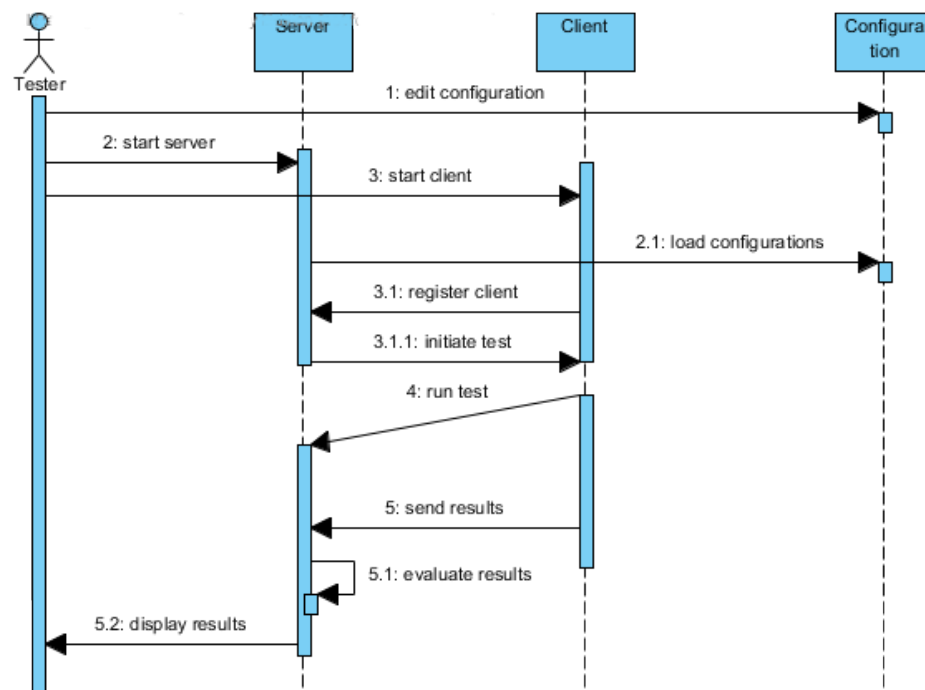 Server
Client
Configura
tion
Tester
1: edit configuration
2: start server
3: start client
2.1: load configurations
3.1: register client
3.1.1: initiate test
4: run test
5: send results
5.1: evaluate results
5.2: display results